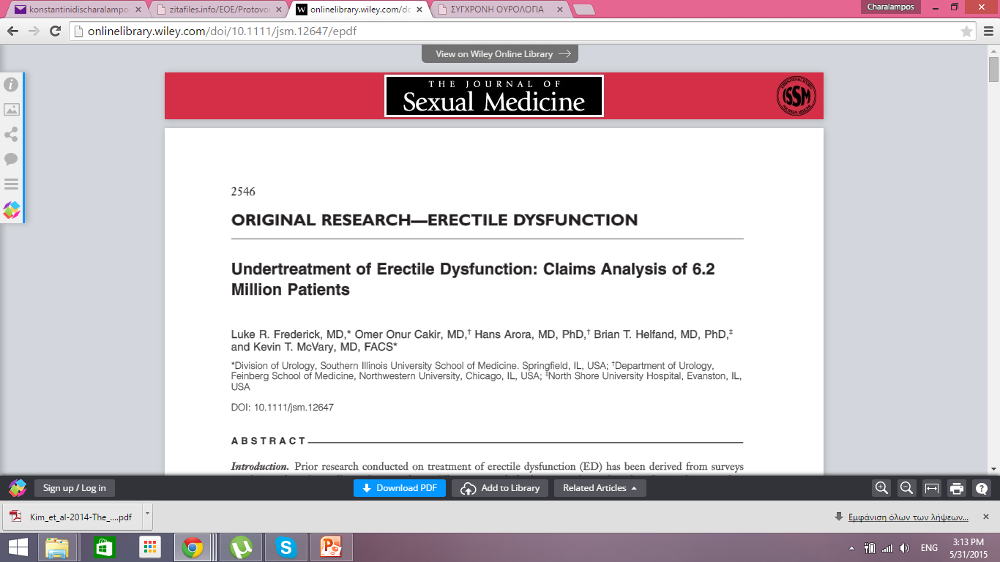 konstantinidischaralampo
zitafiles.info/EOE/Protovo
onlinelibrary.wiley.com/do
ΣΥΓΧΡΟΝΗ ΟΥΡΟΛΟΓΙΑ
Charalampos
onlinelibrary.wiley.com/doi/10.1111/jsm.12647/epdf
View on Wiley Online Library
THE JOURNAL OF
Sexual Medicine
ISSM
2546
ORIGINAL RESEARCH—ERECTILE DYSFUNCTION
Undertreatment of Erectile Dysfunction: Claims Analysis of 6.2
Million Patients
Luke R. Frederick, MD,* Omer Onur Cakir, MD,† Hans Arora, MD, PhD,† Brian T. Helfand, MD, PhD,‡
and Kevin T. McVary, MD, FACS*
*Division of Urology, Southern Illinois University School of Medicine. Springfield, IL, USA; †Department of Urology,
Feinberg School of Medicine, Northwestern University, Chicago, IL, USA; ‡North Shore University Hospital, Evanston, IL,
USA
DOI: 10.1111/jsm.12647
ABSTRACT
Introduction. Prior research conducted on treatment of erectile dysfunction (ED) has been derived from surveys
Sign up / Log in
Download PDF
Add to Library
Related Articles
Kim_et_al-2014-The_....pdf
Εμφάνιση όλων των λήψεων...
ENG
3:13 PM
5/31/2015